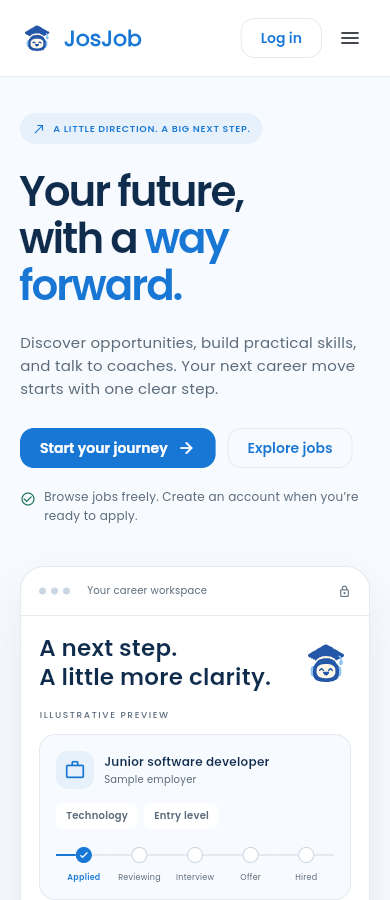 JosJob
Log in
A LITTLE DIRECTION. A BIG NEXT STEP.
Your future,
with a way
forward.
Discover opportunities, build practical skills,
and talk to coaches. Your next career move
starts with one clear step.
Start your journey
Explore jobs
Browse jobs freely. Create an account when you’re
ready to apply.
Your career workspace
A next step.
A little more clarity.
ILLUSTRATIVE PREVIEW
Junior software developer
Sample employer
Technology
Entry level
Applied
Reviewing
Interview
Offer
Hired